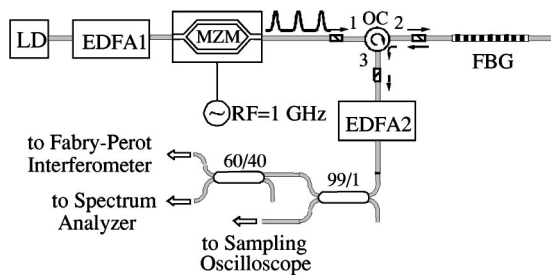 LD
EDFA1
MZM
1
OC
2
3
FBG
RF=1 GHz
EDFA2
to Fabry-Perot
Interferometer
60/40
to Spectrum
Analyzer
99/1
to Sampling
Oscilloscope